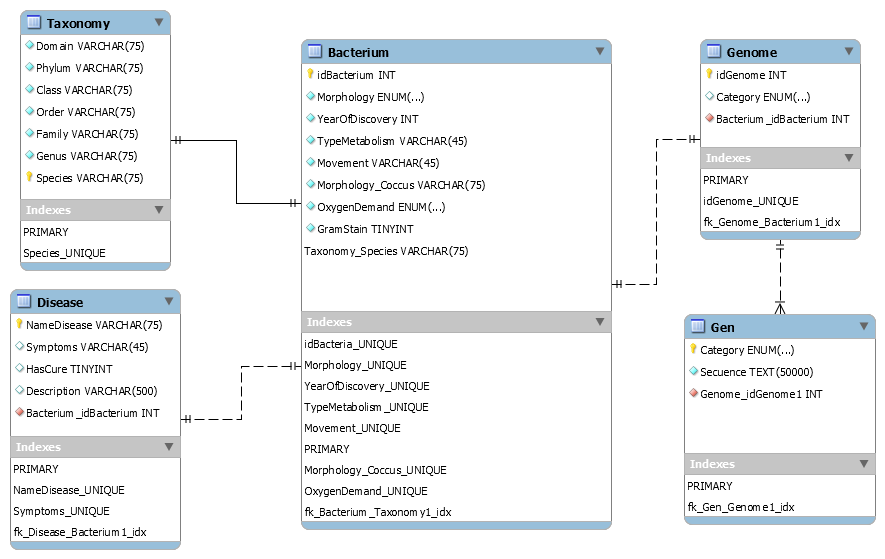 Taxonomy
Domain VARCHAR(75)
Phylum VARCHAR(75)
Class VARCHAR(75)
Order VARCHAR(75)
Family VARCHAR(75)
Genus VARCHAR(75)
Species VARCHAR(75)
Indexes
PRIMARY
Species_UNIQUE
Disease
NameDisease VARCHAR(75)
Symptoms VARCHAR(45)
HasCure TINYINT
Description VARCHAR(500)
Bacterium_idBacterium INT
Indexes
PRIMARY
NameDisease_UNIQUE
Symptoms_UNIQUE
fk_Disease_Bacterium1_idx
Bacterium
idBacterium INT
Morphology ENUM(...)
YearOfDiscovery INT
TypeMetabolism VARCHAR(45)
Movement VARCHAR(45)
Morphology_Coccus VARCHAR(75)
OxygenDemand ENUM(...)
GramStain TINYINT
Taxonomy_Species VARCHAR(75)
Indexes
idBacteria_UNIQUE
Morphology_UNIQUE
YearOfDiscovery_UNIQUE
TypeMetabolism_UNIQUE
Movement_UNIQUE
PRIMARY
Morphology_Coccus_UNIQUE
OxygenDemand_UNIQUE
fk_Bacterium_Taxonomy1_idx
Genome
idGenome INT
Category ENUM(...)
Bacterium_idBacterium INT
Indexes
PRIMARY
idGenome_UNIQUE
fk_Genome_Bacterium1_idx
Gen
Category ENUM(...)
Secuence TEXT(50000)
Genome_idGenome1 INT
Indexes
PRIMARY
fk_Gen_Genome1_idx